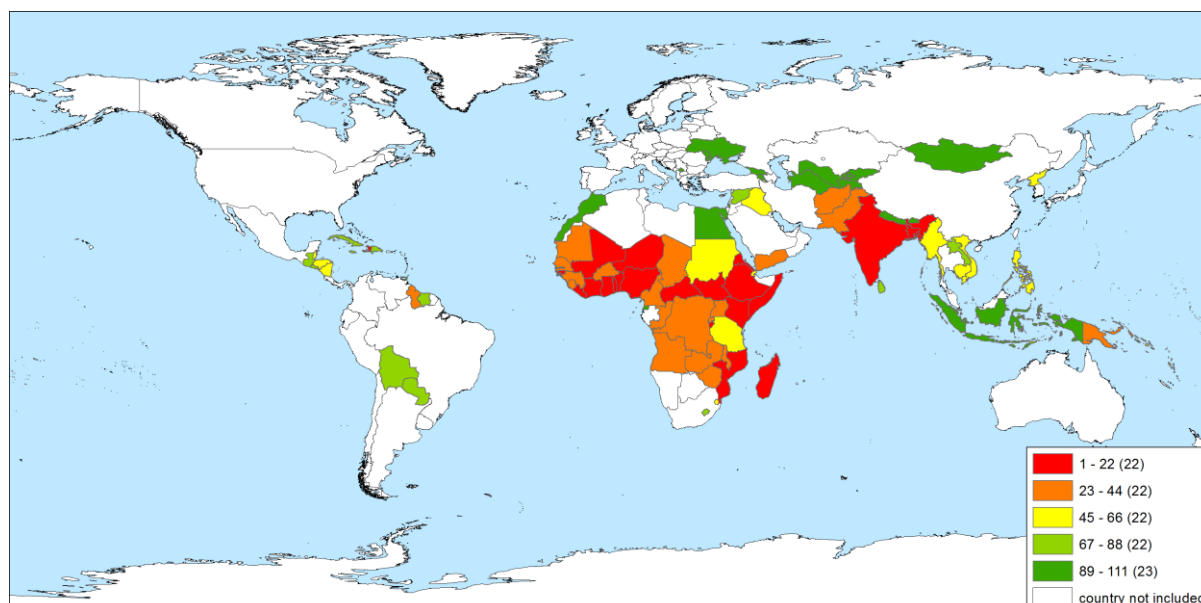 1 - 22 (22)
23 - 44 (22)
45 - 66 (22)
67 - 88 (22)
89 - 111 (23)
country not included